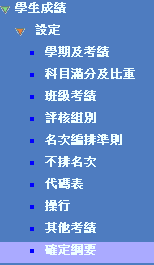 學生成績
設定
學期及考績
科目滿分及比重
班級考績
評核組別
名次編排準則
不排名次
代碼表
操行
其他考績
確定綱要